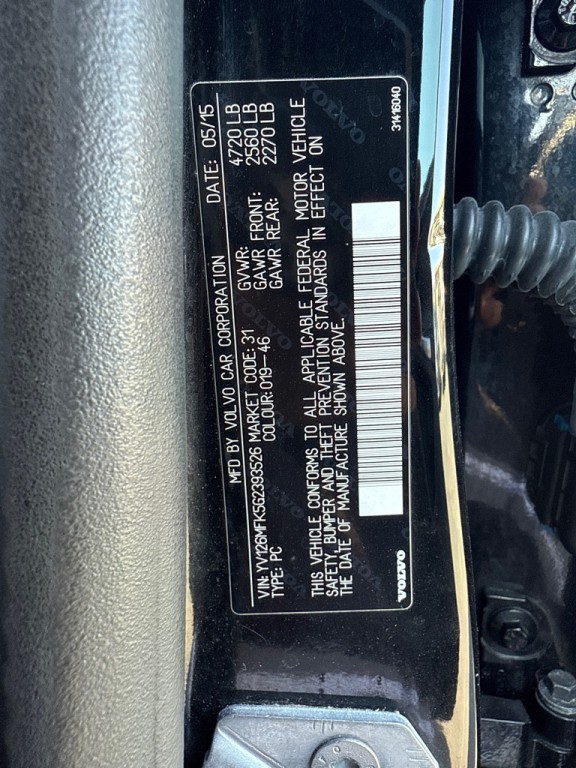 MFD BY VOLVO CAR CORPORATION DATE: 05/15
VIN: YV126MFK5G2393526 MARKET CODE: 31 GVWR: 4720 LB
TYPE: PC COLOUR: 019-46 GAWR FRONT: 2560 LB
GAWR REAR: 2270 LB
THIS VEHICLE CONFORMS TO ALL APPLICABLE FEDERAL MOTOR VEHICLE
SAFETY, BUMPER AND THEFT PREVENTION STANDARDS IN EFFECT ON
THE DATE OF MANUFACTURE SHOWN ABOVE.
VOLVO 31416040